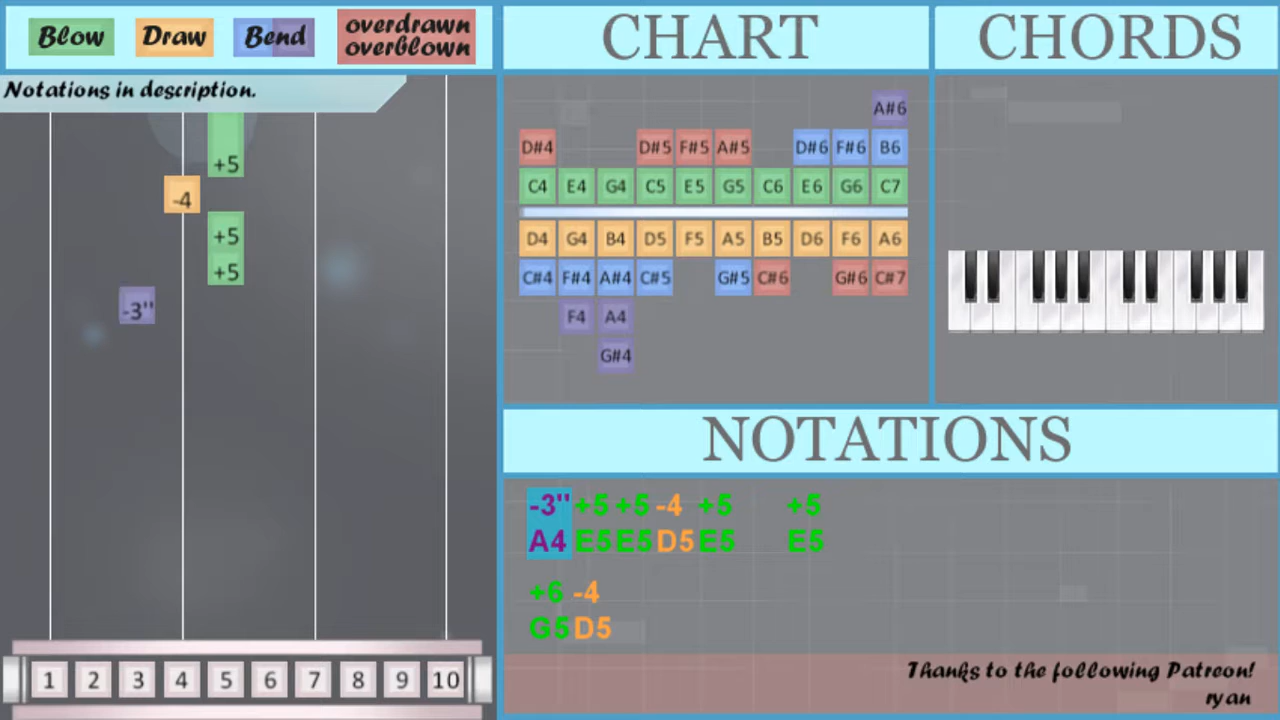 Blow Draw Bend overdrawn
overblown
Notations in description.
+5
-4
+5
+5
-3"
1 2 3 4 5 6 7 8 9 10
CHART
A#6
D#4 D#5 F#5 A#5 D#6 F#6 B6
C4 E4 G4 C5 E5 G5 C6 E6 G6 C7
D4 G4 B4 D5 F5 A5 B5 D6 F6 A6
C#4 F#4 A#4 C#5 G#5 C#6 G#6 C#7
F4 A4
G#4
CHORDS
NOTATIONS
-3" +5 +5 -4 +5 +5
A4 E5 E5 D5 E5 E5
+6 -4
G5 D5
Thanks to the following Patreon!
ryan